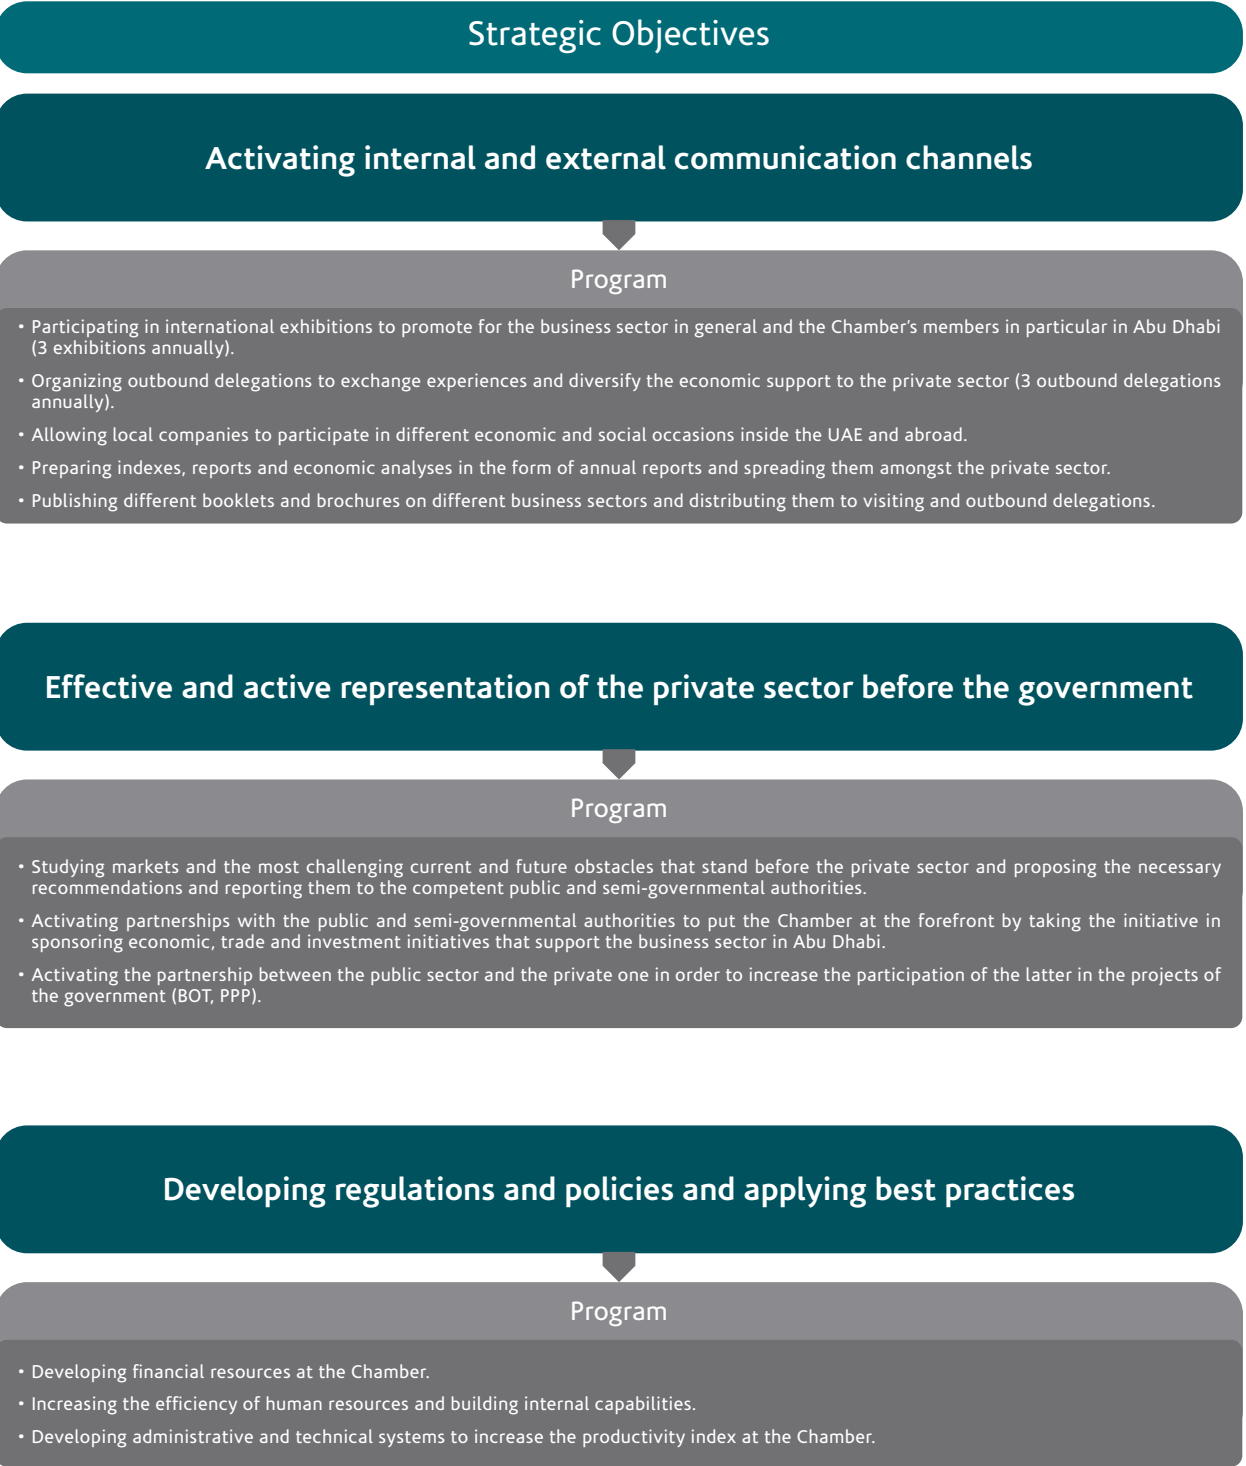 Strategic Objectives
Activating internal and external communication channels
Program
• Participating in international exhibitions to promote for the business sector in general and the Chamber's members in particular in Abu Dhabi
(3 exhibitions annually).
• Organizing outbound delegations to exchange experiences and diversify the economic support to the private sector (3 outbound delegations
annually).
• Allowing local companies to participate in different economic and social occasions inside the UAE and abroad.
• Preparing indexes, reports and economic analyses in the form of annual reports and spreading them amongst the private sector.
• Publishing different booklets and brochures on different business sectors and distributing them to visiting and outbound delegations.
Effective and active representation of the private sector before the government
Program
• Studying markets and the most challenging current and future obstacles that stand before the private sector and proposing the necessary
recommendations and reporting them to the competent public and semi-governmental authorities.
• Activating partnerships with the public and semi-governmental authorities to put the Chamber at the forefront by taking the initiative in
sponsoring economic, trade and investment initiatives that support the business sector in Abu Dhabi.
• Activating the partnership between the public sector and the private one in order to increase the participation of the latter in the projects of
the government (BOT, PPP).
Developing regulations and policies and applying best practices
Program
• Developing financial resources at the Chamber.
• Increasing the efficiency of human resources and building internal capabilities.
• Developing administrative and technical systems to increase the productivity index at the Chamber.